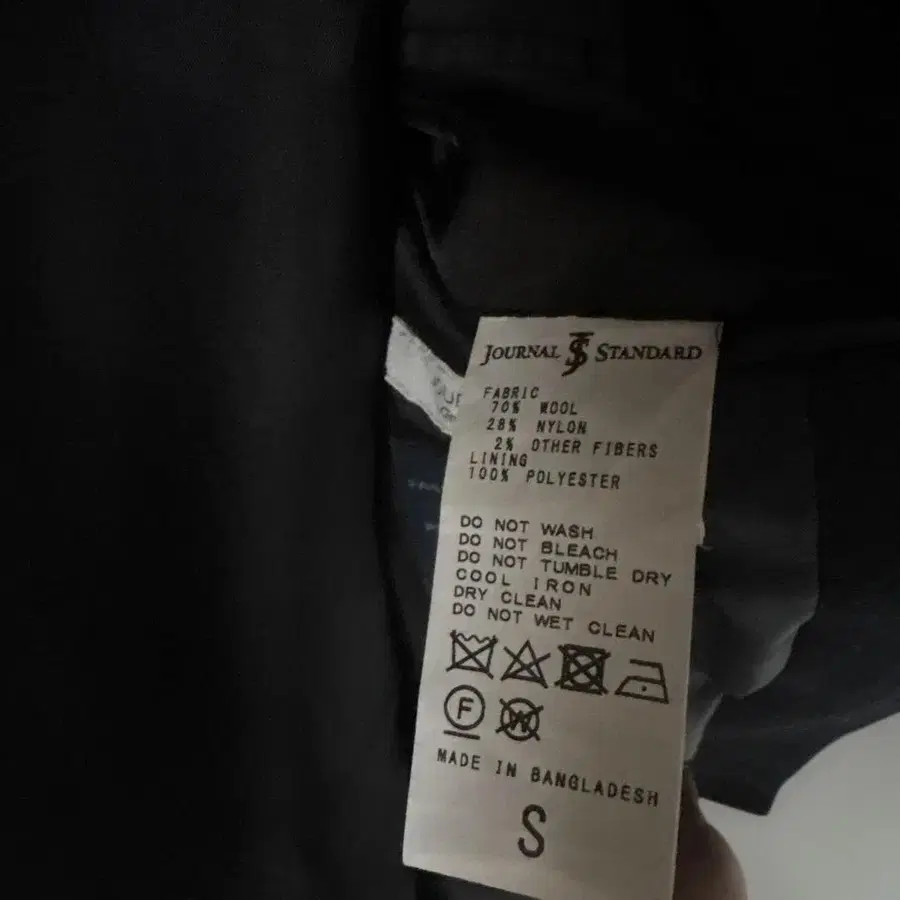 JOURNAL STANDARD
FABRIC
70% WOOL
28% NYLON
2% OTHER FIBERS
LINING
100% POLYESTER
DO NOT WASH
DO NOT BLEACH
DO NOT TUMBLE DRY
COOL IRON
DRY CLEAN
DO NOT WET CLEAN
F W
MADE IN BANGLADESH
S